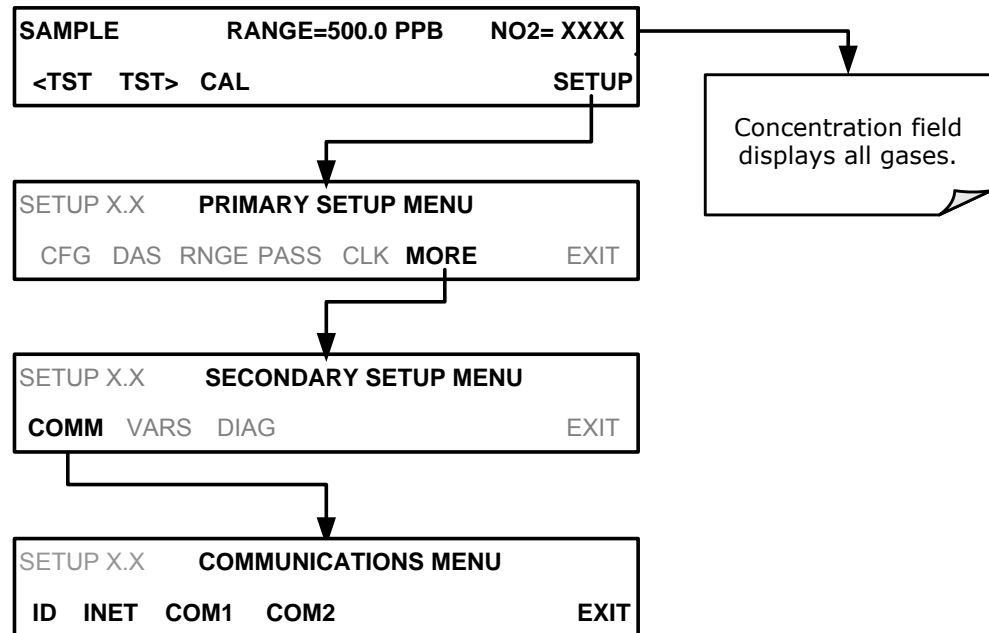 SAMPLE RANGE=500.0 PPB NO2= XXXX
<TST TST> CAL SETUP
Concentration field
displays all gases.
SETUP X.X PRIMARY SETUP MENU
CFG DAS RNGE PASS CLK MORE EXIT
SETUP X.X SECONDARY SETUP MENU
COMM VARS DIAG EXIT
SETUP X.X COMMUNICATIONS MENU
ID INET COM1 COM2 EXIT